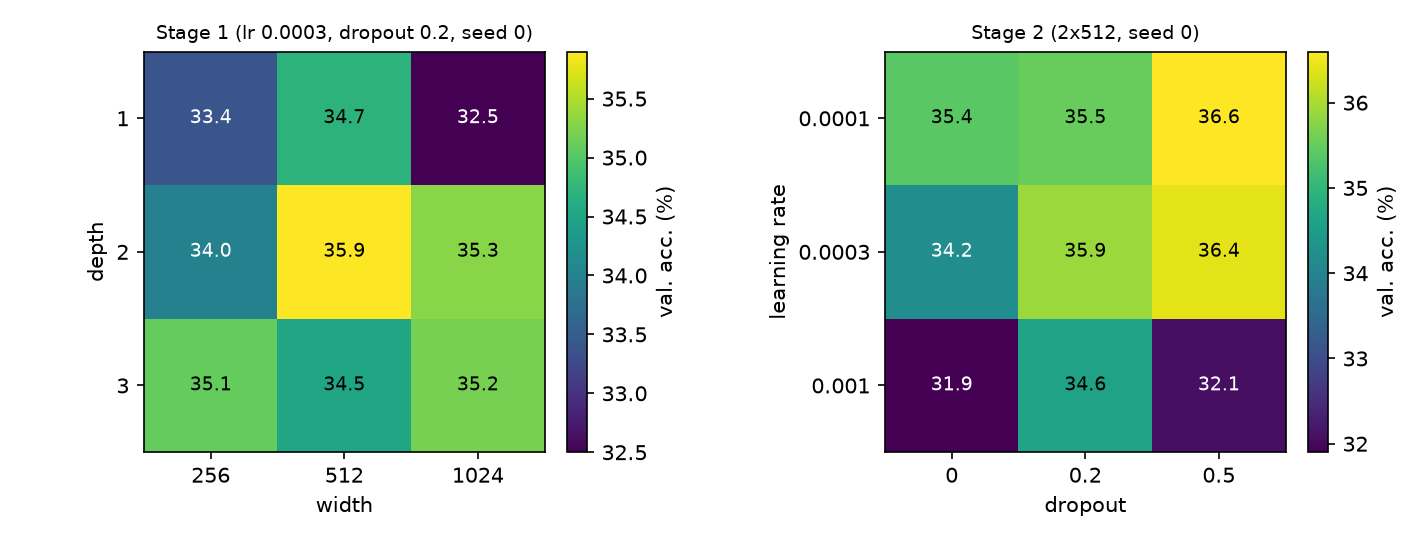 Stage 1 (lr 0.0003, dropout 0.2, seed 0)
depth
1
33.4 34.7 32.5
2
34.0 35.9 35.3
3
35.1 34.5 35.2
256 512 1024
width
35.5
35.0
34.5
34.0
33.5
33.0
32.5
val. acc. (%)
Stage 2 (2x512, seed 0)
learning rate
0.0001
35.4 35.5 36.6
0.0003
34.2 35.9 36.4
0.001
31.9 34.6 32.1
0 0.2 0.5
dropout
36
35
34
33
32
val. acc. (%)